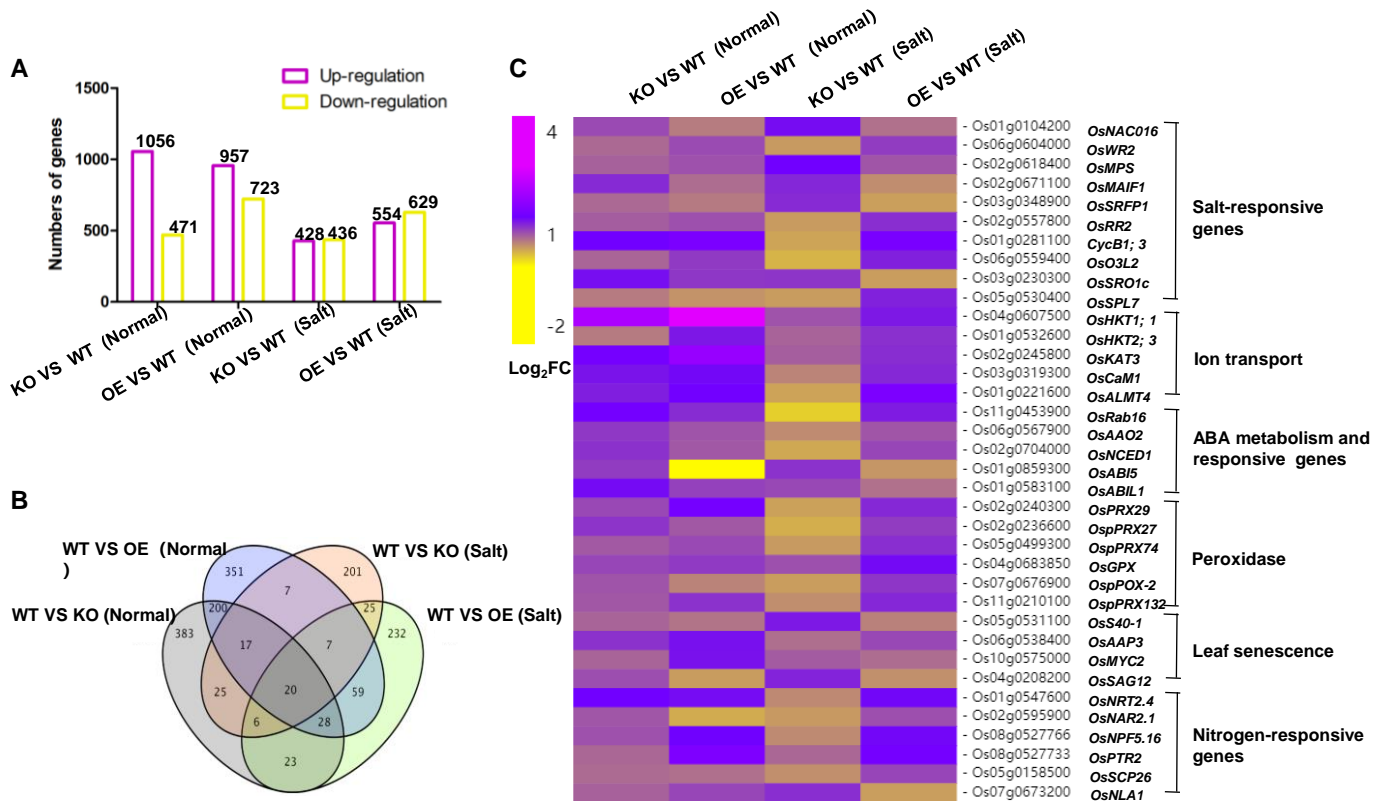 A
Up-regulation
Down-regulation
Numbers of genes
1500
1000
500
0
1056
471
957
723
428
436
554
629
KO VS WT (Normal)
OE VS WT (Normal)
KO VS WT (Salt)
OE VS WT (Salt)
B
WT VS OE (Normal
)
WT VS KO (Salt)
WT VS KO (Normal)
WT VS OE (Salt)
351
201
7
200
25
383
232
17
7
25
20
59
6
28
23
C
KO VS WT (Normal)
OE VS WT (Normal)
KO VS WT (Salt)
OE VS WT (Salt)
4
1
-2
Log₂FC
- Os01g0104200 OsNAC016
- Os06g0604000 OsWR2
- Os02g0618400 OsMPS
- Os02g0671100 OsMAIF1
- Os03g0348900 OsSRFP1
- Os02g0557800 OsRR2
- Os01g0281100 CycB1; 3
- Os06g0559400 OsO3L2
- Os03g0230300 OsSRO1c
- Os05g0530400 OsSPL7
Salt-responsive
genes
- Os04g0607500 OsHKT1; 1
- Os01g0532600 OsHKT2; 3
- Os02g0245800 OsKAT3
- Os03g0319300 OsCaM1
- Os01g0221600 OsALMT4
Ion transport
- Os11g0453900 OsRab16
- Os06g0567900 OsAAO2
- Os02g0704000 OsNCED1
- Os01g0859300 OsABI5
- Os01g0583100 OsABIL1
ABA metabolism and
responsive genes
- Os02g0240300 OsPRX29
- Os02g0236600 OspPRX27
- Os05g0499300 OspPRX74
- Os04g0683850 OsGPX
- Os07g0676900 OspPOX-2
- Os11g0210100 OspPRX132
Peroxidase
- Os05g0531100 OsS40-1
- Os06g0538400 OsAAP3
- Os10g0575000 OsMYC2
- Os04g0208200 OsSAG12
Leaf senescence
- Os01g0547600 OsNRT2.4
- Os02g0595900 OsNAR2.1
- Os08g0527766 OsNPF5.16
- Os08g0527733 OsPTR2
- Os05g0158500 OsSCP26
- Os07g0673200 OsNLA1
Nitrogen-responsive
genes